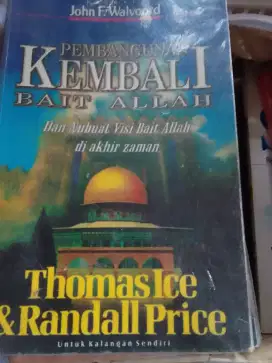 John F. Walvoord
PEMBANGUNAN
KEMBALI
BAIT ALLAH
Dan Nubuat Visi Bait Allah
di akhir zaman
Thomas Ice
& Randall Price
Untuk Kalangan Sendiri